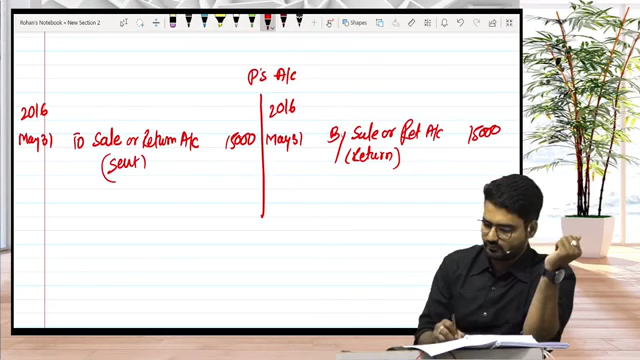 Rohan's Notebook » New Section 2
Shapes
P's A/c
2016
May 31 To Sale or Return A/c 15000
(Sent)
2016
May 31 By Sale or Ret A/c 15000
(Return)